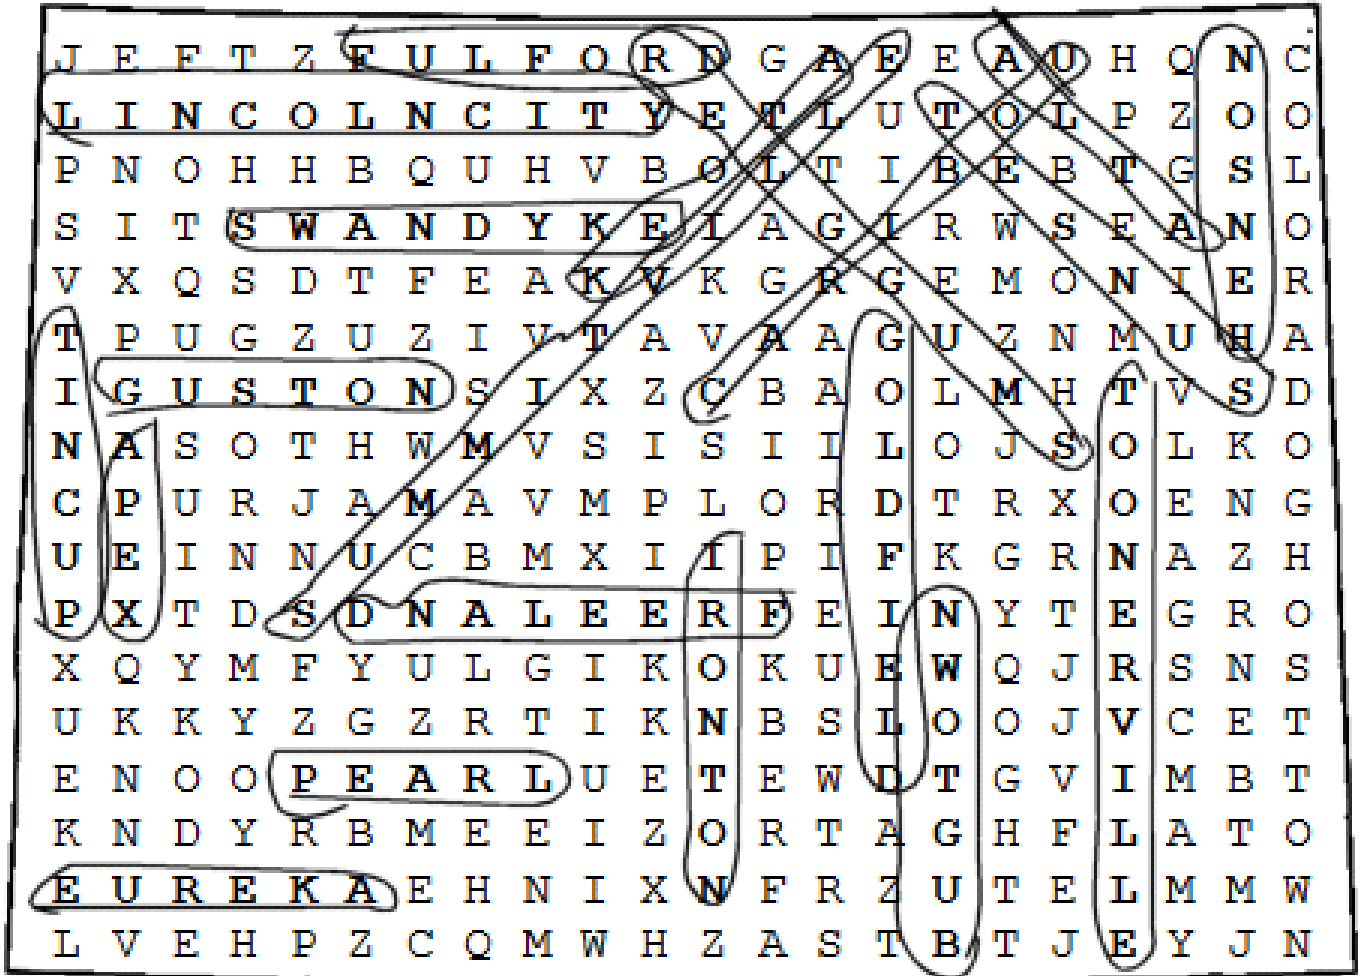 J E F T Z F U L F O R D G A E E A U H Q N C
L I N C O L N C I T Y E T L U T O L P Z O O
P N O H H B Q U H V B O L T I B E B T G S L
S I T S W A N D Y K E I A G I R W S E A N O
V X Q S D T F E A K V K G R G E M O N I E R
T P U G Z U Z I V T A V A A G U Z N M U H A
I G U S T O N S I X Z C B A O L M H T V S D
N A S O T H W M V S I S I I L O J S O L K O
C P U R J A M A V M P L O R D T R X O E N G
U E I N N U C B M X I I P I F K G R N A Z H
P X T D S D N A L E E R F E I N Y T E G R O
X Q Y M F Y U L G I K O K U E W Q J R S N S
U K K Y Z G Z R T I K N B S L O O J V C E T
E N O O P E A R L U E T E W D T G V I M B T
K N D Y R B M E E I Z O R T A G H F L A T O
E U R E K A E H N I X N F R Z U T E L M M W
L V E H P Z C Q M W H Z A S T B T J E Y J N